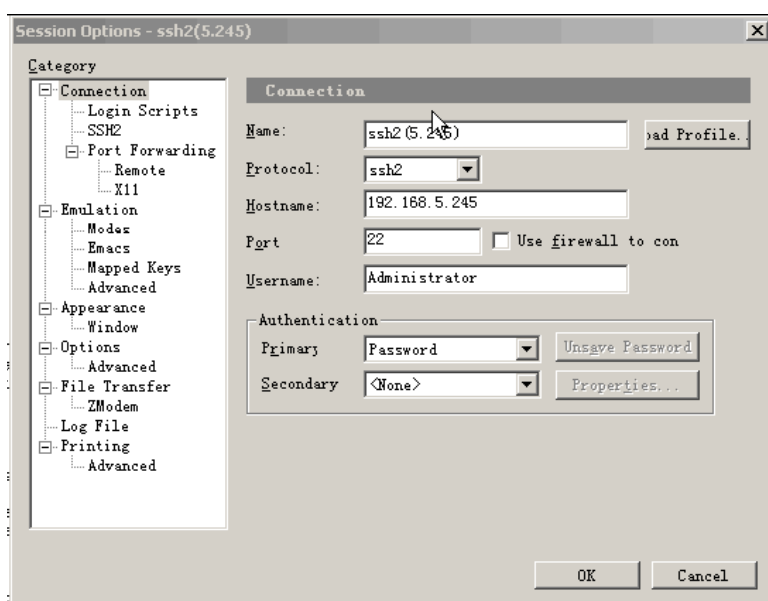 Session Options - ssh2(5.245)
Category
Connection
Login Scripts
SSH2
Port Forwarding
Remote
X11
Emulation
Modes
Emacs
Mapped Keys
Advanced
Appearance
Window
Options
Advanced
File Transfer
ZModem
Log File
Printing
Advanced
Connection
Name: ssh2(5.245)
Profile..
Protocol: ssh2
Hostname: 192.168.5.245
Port 22 Use firewall to con
Username: Administrator
Authentication
Primary Password Unsave Password
Secondary <None> Properties...
OK Cancel